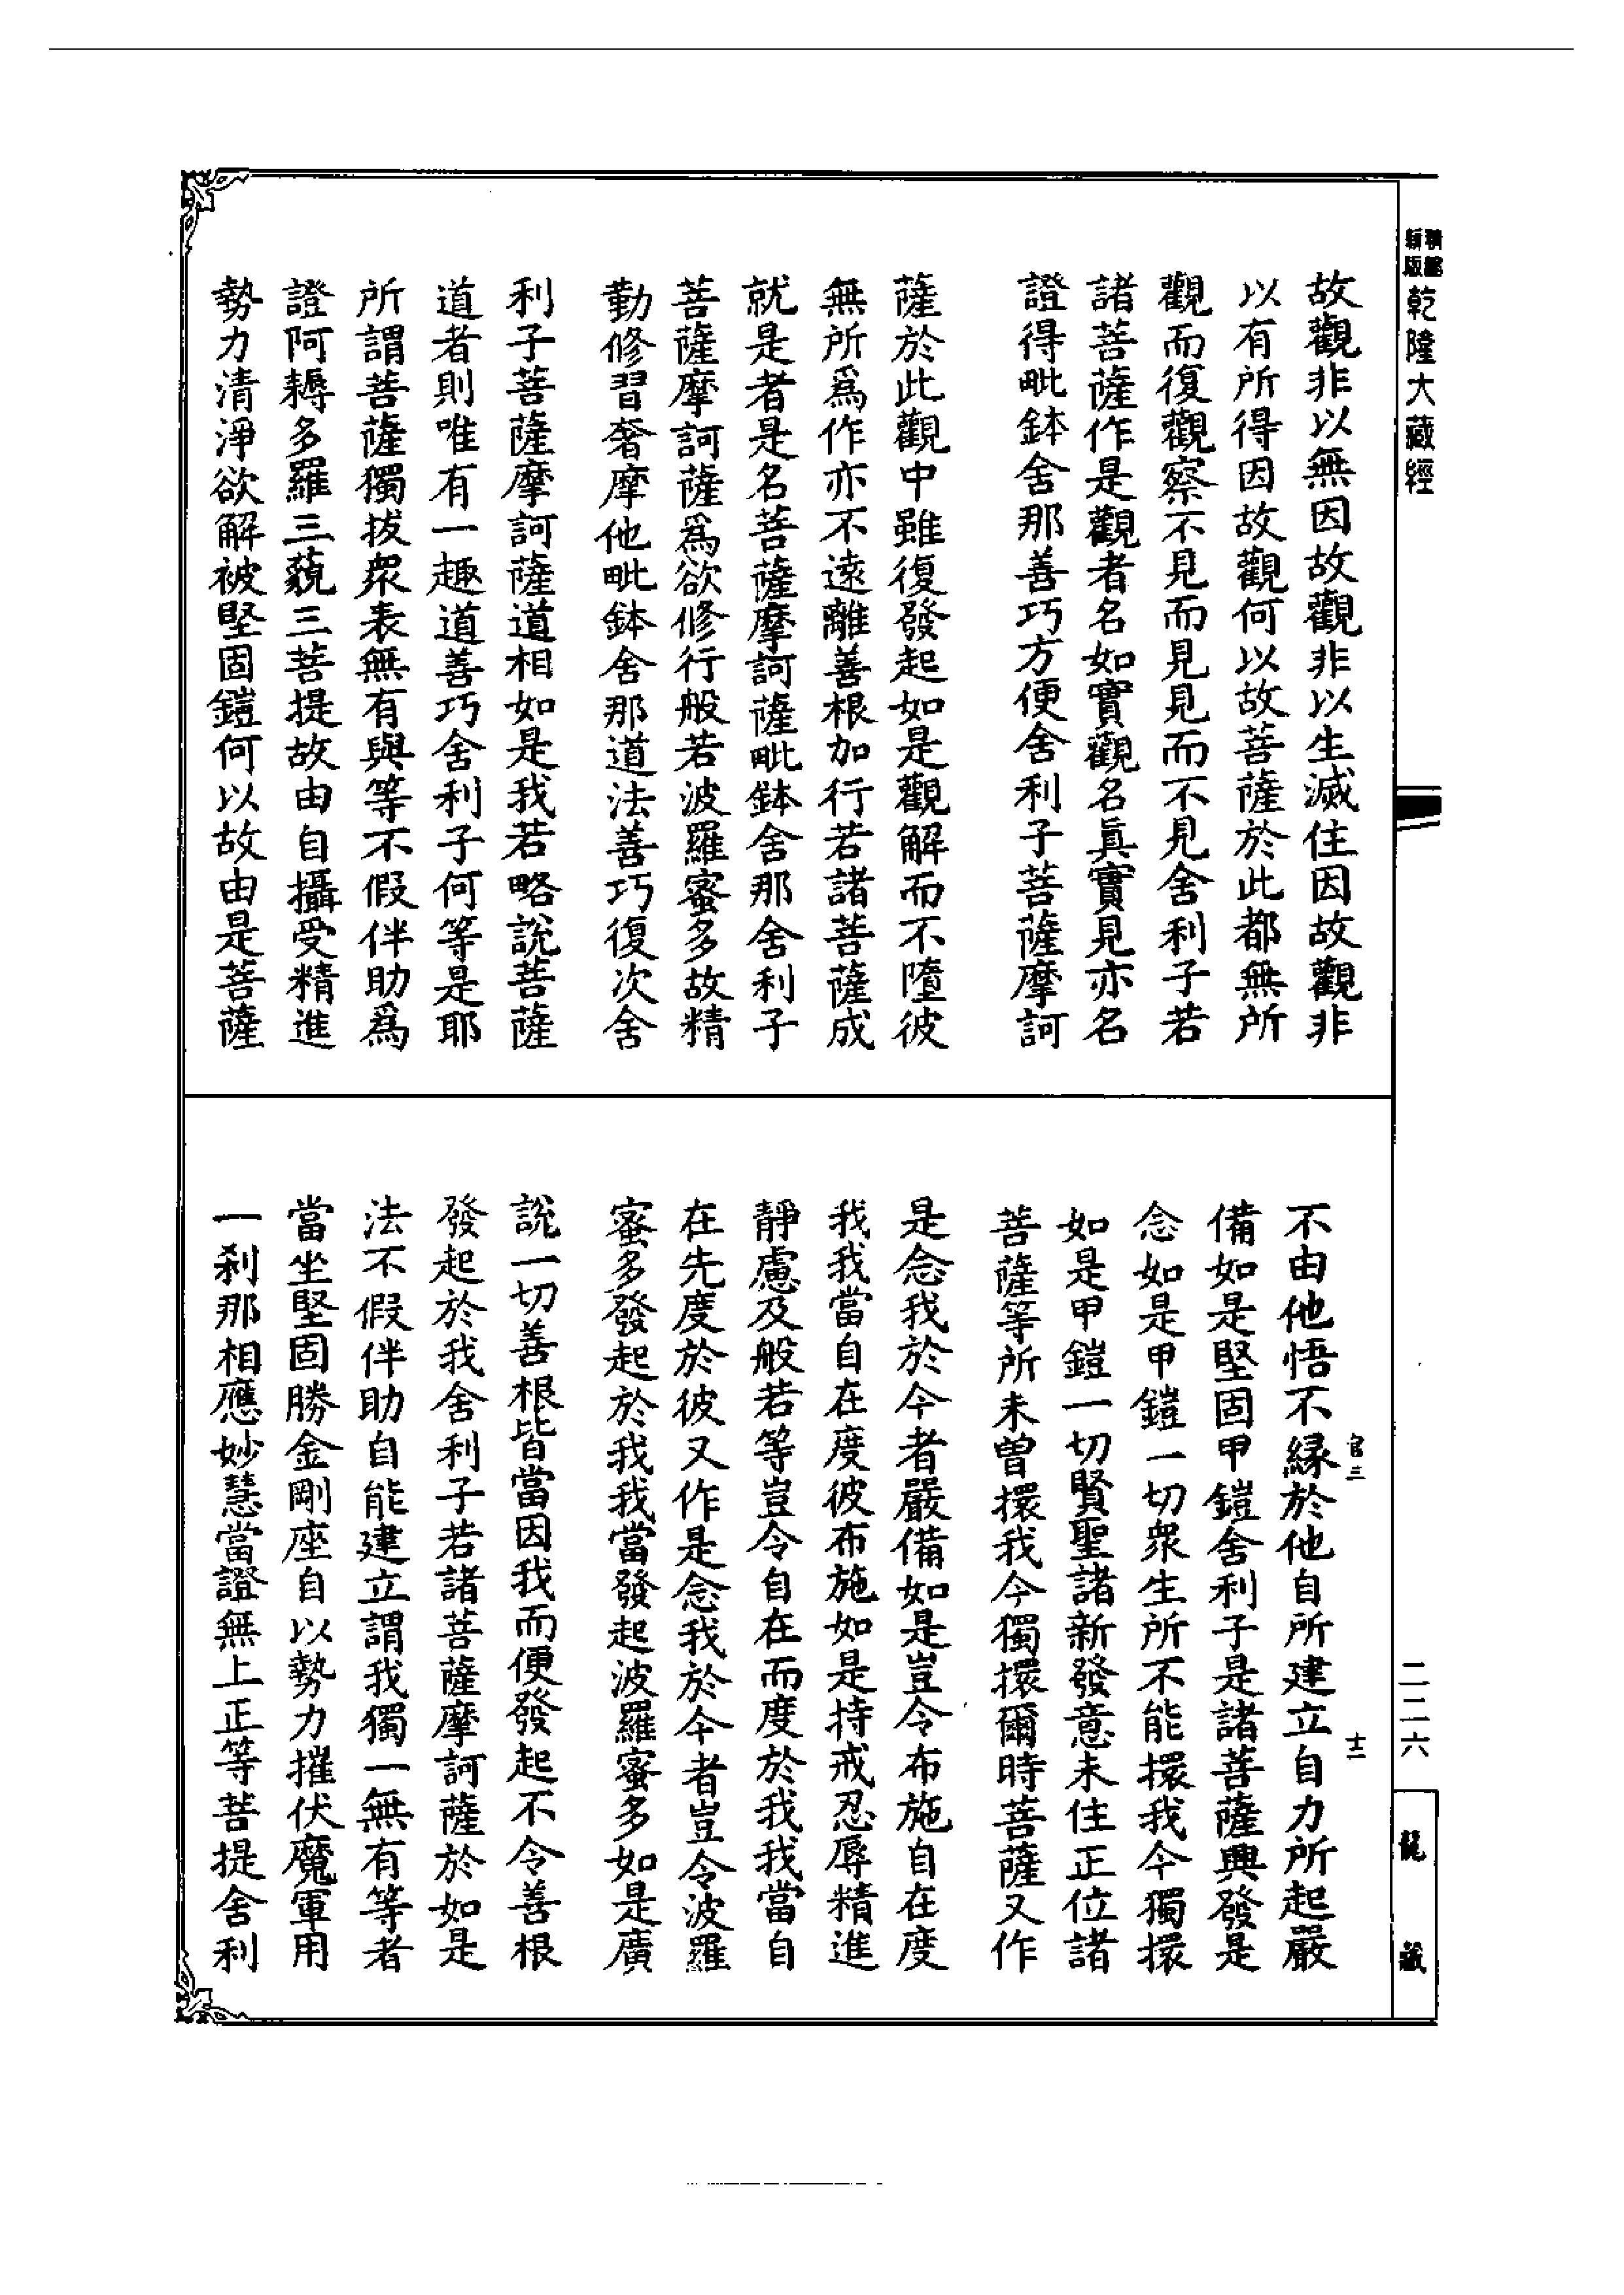 新版精縮
乾隆大藏經
故觀非以無因故觀非以生滅住因故觀非
以有所得因故觀何以故菩薩於此都無所
觀而復觀察不見而見見而不見舍利子若
諸菩薩作是觀者名如實觀名真實見亦名
證得毗鉢舍那善巧方便舍利子菩薩摩訶
薩於此觀中雖復發起如是觀解而不墮彼
無所爲作亦不遠離善根加行若諸菩薩成
就是者是名菩薩摩訶薩毗鉢舍那舍利子
菩薩摩訶薩爲欲修行般若波羅蜜多故精
勤修習奢摩他毗鉢舍那道法善巧復次舍
利子菩薩摩訶薩道相如是我若略說菩薩
道者則唯有一趣道善巧舍利子何等是耶
所謂菩薩獨拔衆表無有與等不假伴助爲
證阿耨多羅三藐三菩提故由自攝受精進
勢力清淨欲解被堅固鎧何以故由是菩薩
官三
十二
不由他悟不緣於他自所建立自力所起嚴
備如是堅固甲鎧舍利子是諸菩薩興發是
念如是甲鎧一切衆生所不能擐我今獨擐
如是甲鎧一切賢聖諸新發意未住正位諸
菩薩等所未曾擐我今獨擐爾時菩薩又作
是念我於今者嚴備如是豈令布施自在度
我我當自在度彼布施如是持戒忍辱精進
靜慮及般若等豈令自在而度於我我當自
在先度於彼又作是念我於今者豈令波羅
蜜多發起於我我當發起波羅蜜多如是廣
說一切善根皆當因我而便發起不令善根
發起於我舍利子若諸菩薩摩訶薩於如是
法不假伴助自能建立謂我獨一無有等者
當坐堅固勝金剛座自以勢力摧伏魔軍用
一剎那相應妙慧當證無上正等菩提舍利
二二六
龍藏